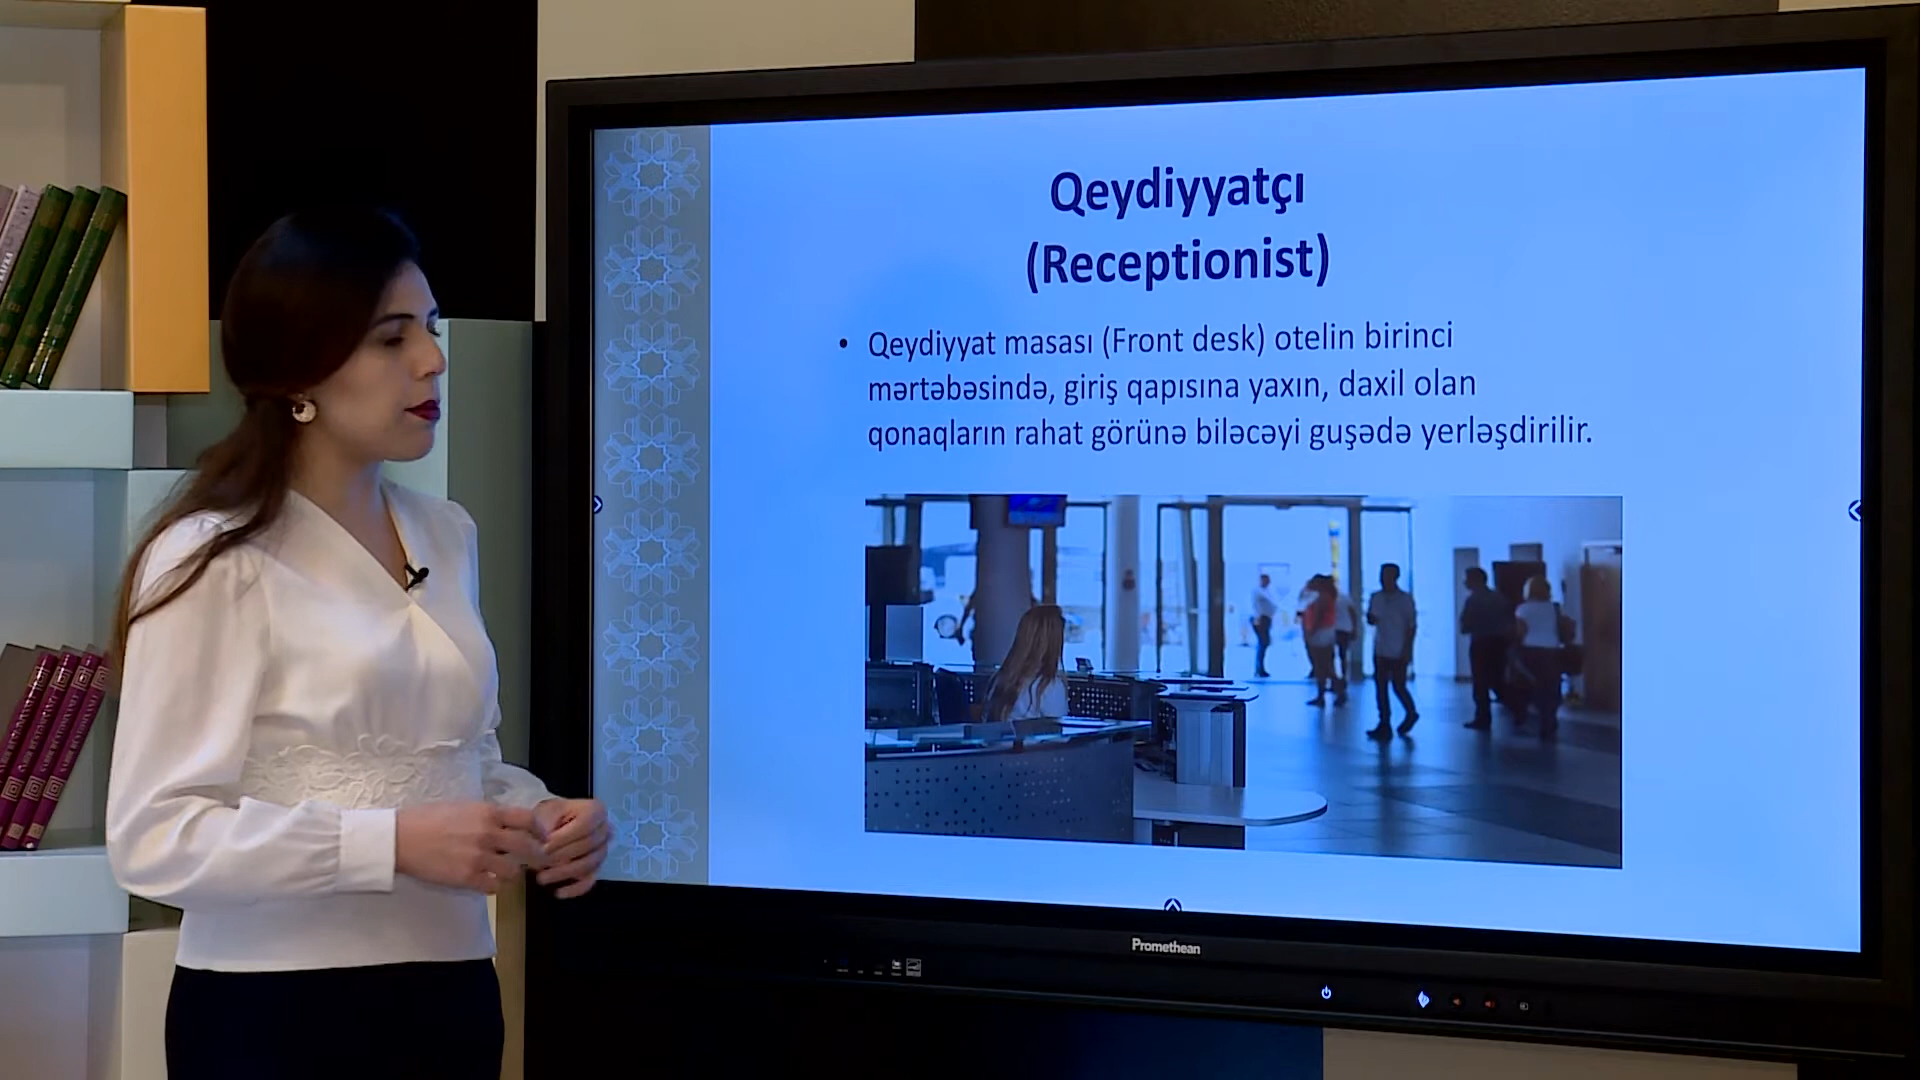 Qeydiyyatçı
(Receptionist)
• Qeydiyyat masası (Front desk) otelin birinci
mərtəbəsində, giriş qapısına yaxın, daxil olan
qonaqların rahat görünə biləcəyi guşədə yerləşdirilir.
Promethean